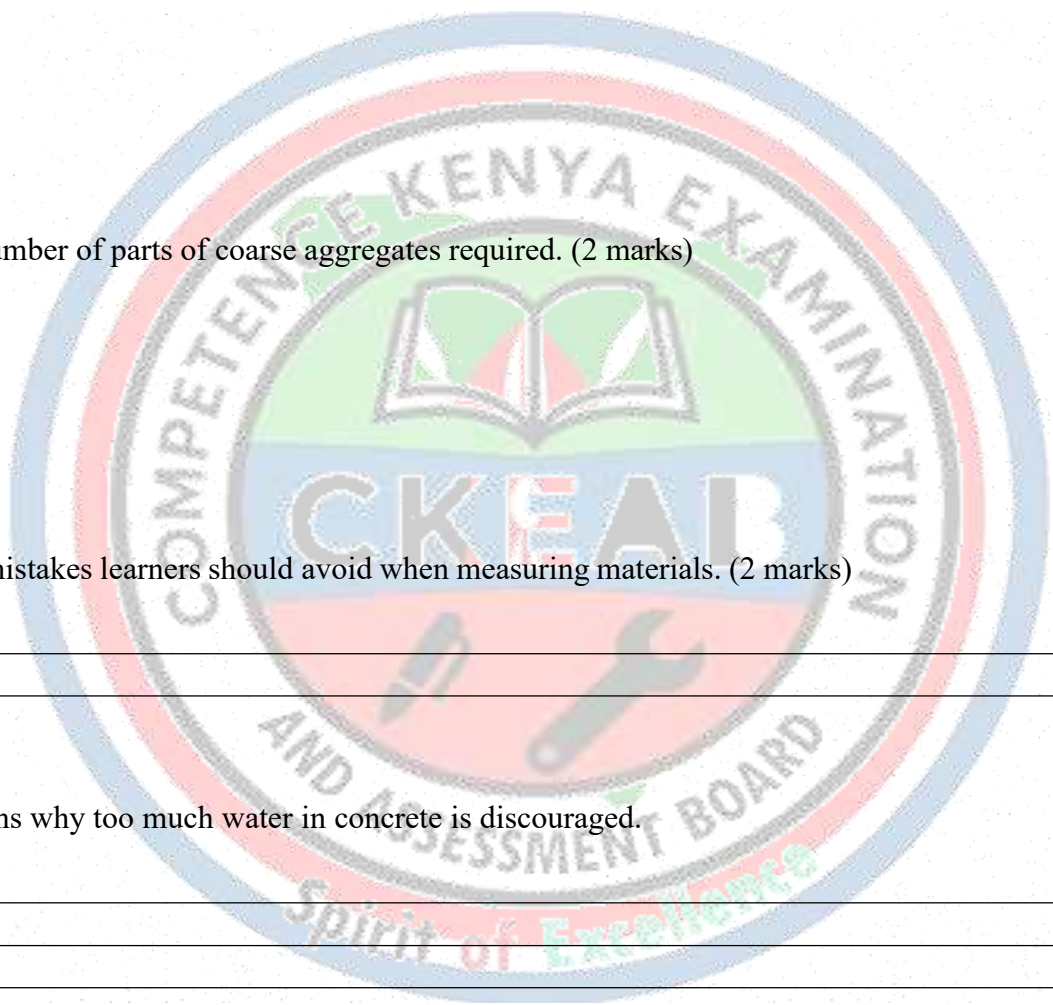 COMPETENCE KENYA EXAMINATION
umber of parts of coarse aggregates required. (2 marks)
CKEAB
mistakes learners should avoid when measuring materials. (2 marks)
AND ASSESSMENT BOARD
ns why too much water in concrete is discouraged.
Spirit of Excellence